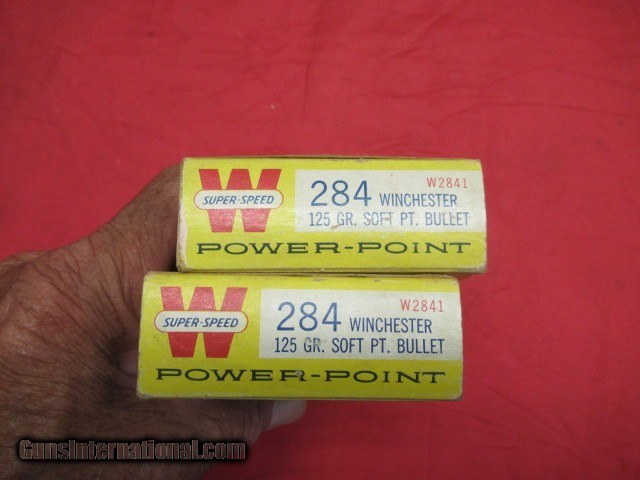 W
SUPER-SPEED
284 WINCHESTER
W2841
125 GR. SOFT PT. BULLET
POWER-POINT
W
SUPER-SPEED
284 WINCHESTER
W2841
125 GR. SOFT PT. BULLET
POWER-POINT
GunsInternational.com